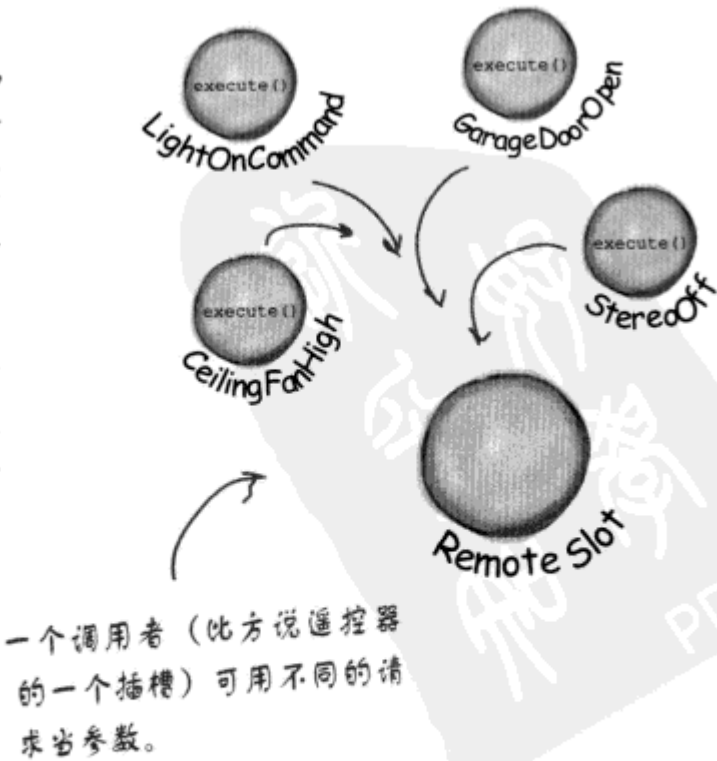 execute()
LightOnCommand
execute()
GarageDoorOpen
execute()
StereoOff
execute()
CeilingFanHigh
Remote Slot
一个调用者（比方说遥控器
的一个插槽）可用不同的请
求当参数。
PD